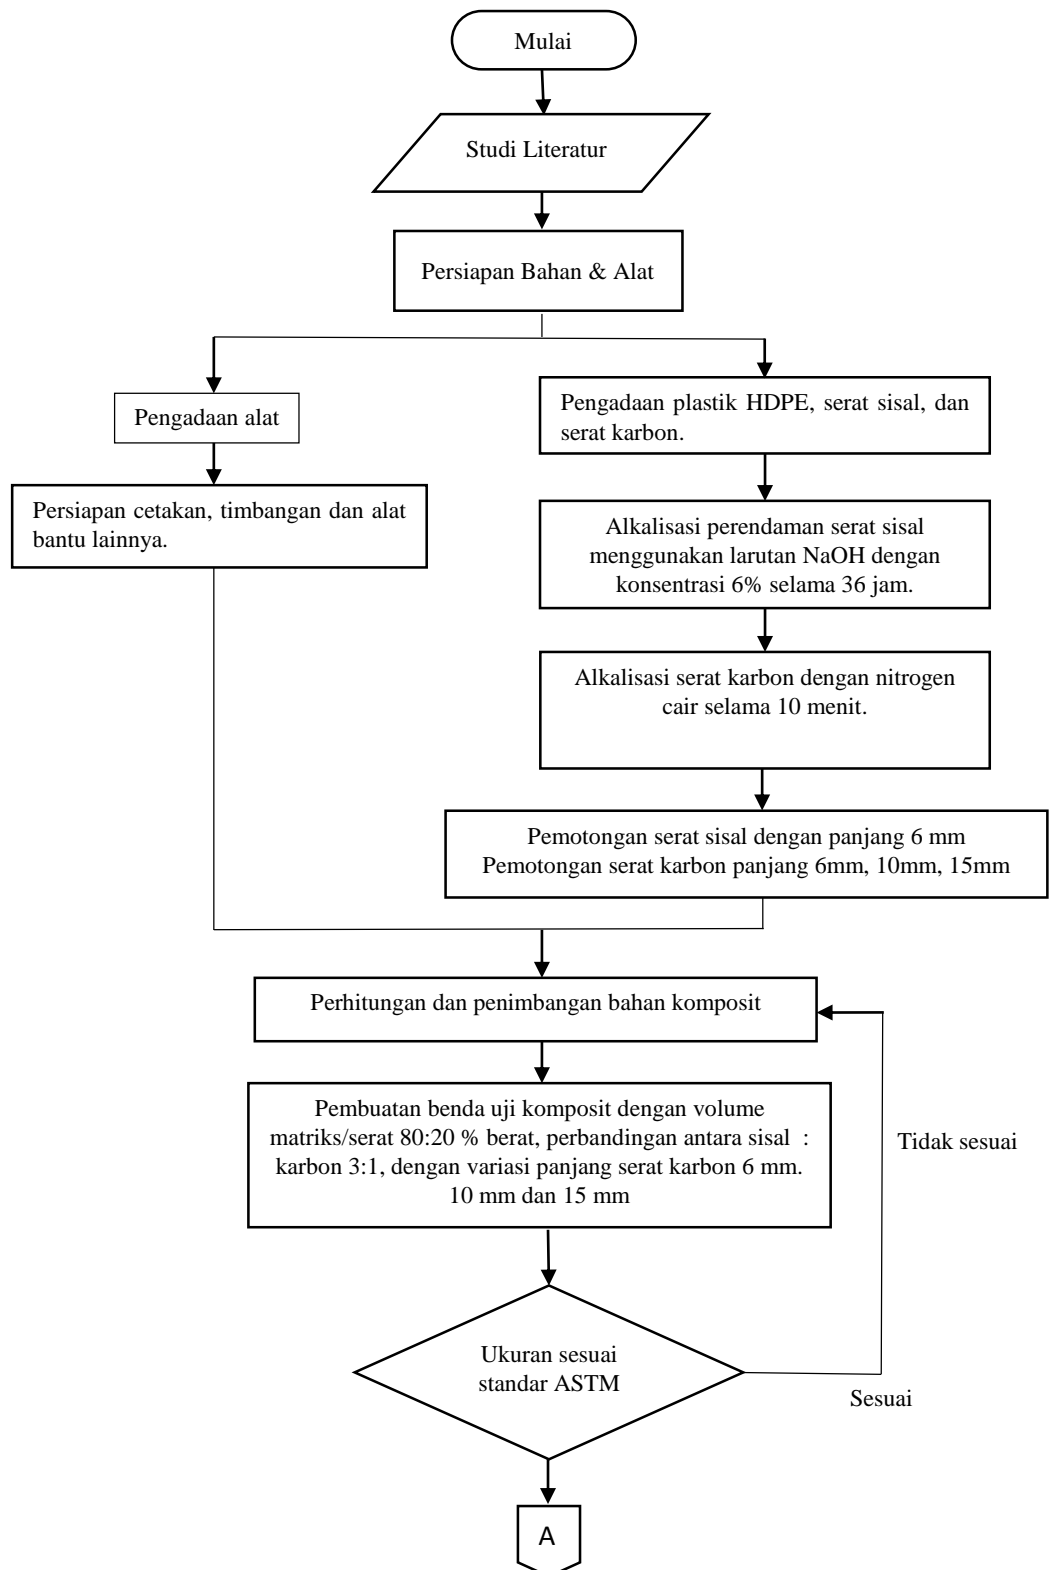 Mulai
Studi Literatur
Persiapan Bahan & Alat
Pengadaan alat
Persiapan cetakan, timbangan dan alat
bantu lainnya.
Pengadaan plastik HDPE, serat sisal, dan
serat karbon.
Alkalisasi perendaman serat sisal
menggunakan larutan NaOH dengan
konsentrasi 6% selama 36 jam.
Alkalisasi serat karbon dengan nitrogen
cair selama 10 menit.
Pemotongan serat sisal dengan panjang 6 mm
Pemotongan serat karbon panjang 6mm, 10mm, 15mm
Perhitungan dan penimbangan bahan komposit
Pembuatan benda uji komposit dengan volume
matriks/serat 80:20 % berat, perbandingan antara sisal :
karbon 3:1, dengan variasi panjang serat karbon 6 mm.
10 mm dan 15 mm
Tidak sesuai
Ukuran sesuai
standar ASTM
Sesuai
A